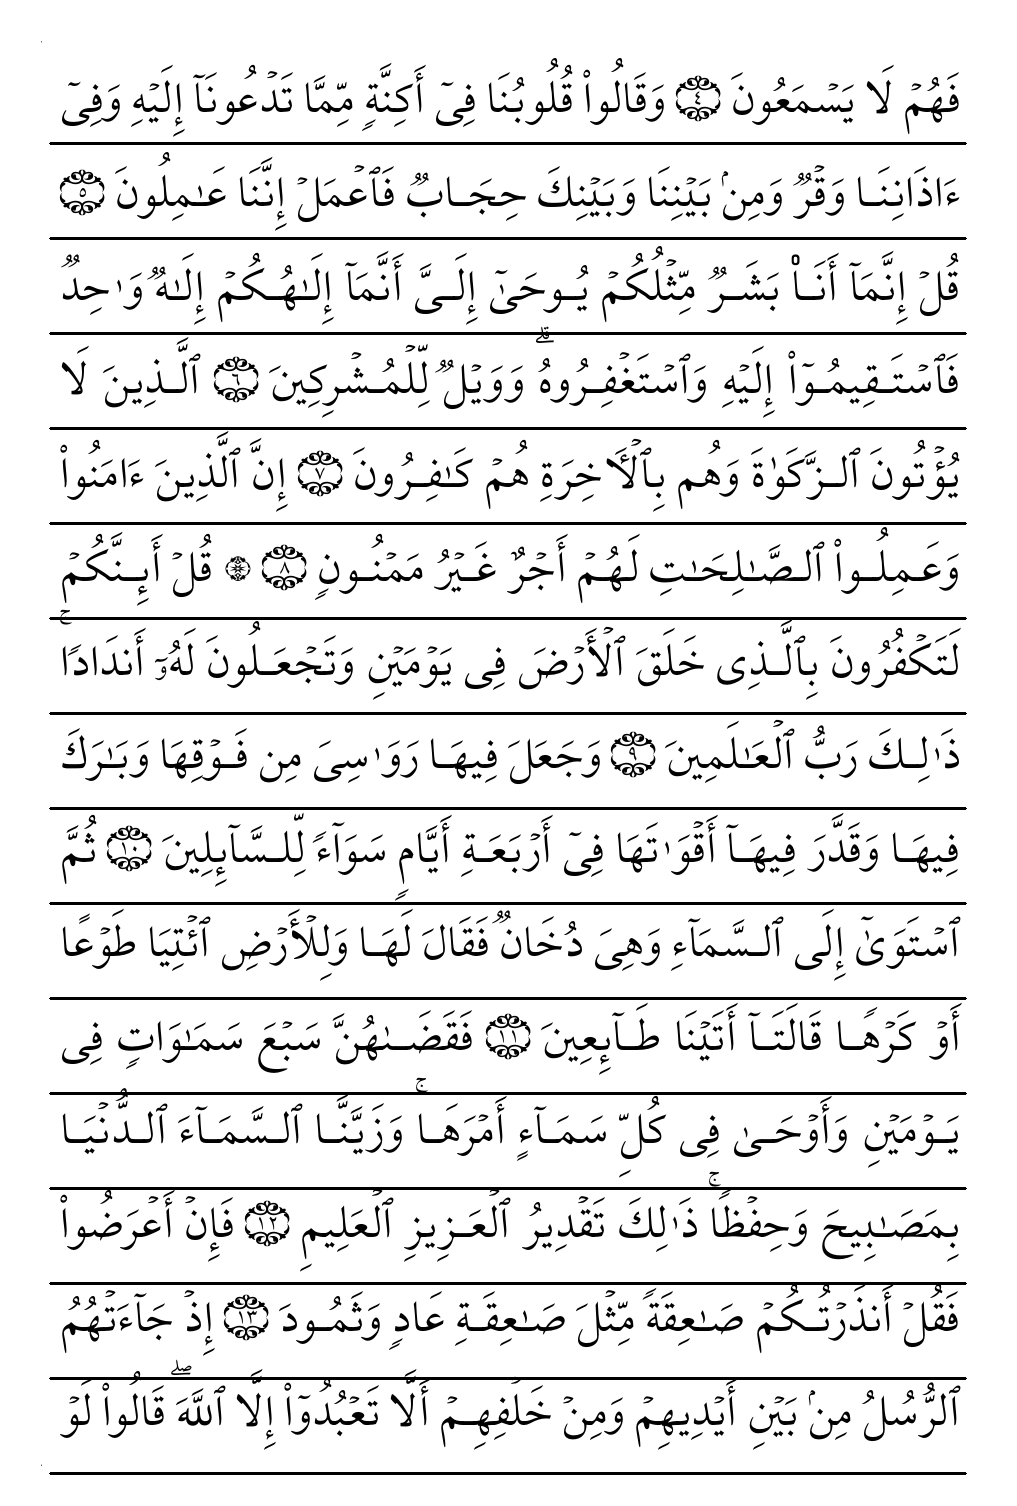 فَهُمۡ لَا يَسۡمَعُونَ ٤ وَقَالُواْ قُلُوبُنَا فِيٓ أَكِنَّةٖ مِّمَّا تَدۡعُونَآ إِلَيۡهِ وَفِيٓ
ءَاذَانِنَا وَقۡرٞ وَمِنۢ بَيۡنِنَا وَبَيۡنِكَ حِجَابٞ فَٱعۡمَلۡ إِنَّنَا عَٰمِلُونَ ٥
قُلۡ إِنَّمَآ أَنَا۠ بَشَرٞ مِّثۡلُكُمۡ يُوحَىٰٓ إِلَيَّ أَنَّمَآ إِلَٰهُكُمۡ إِلَٰهٞ وَٰحِدٞ
فَٱسۡتَقِيمُوٓاْ إِلَيۡهِ وَٱسۡتَغۡفِرُوهُۗ وَوَيۡلٞ لِّلۡمُشۡرِكِينَ ٦ ٱلَّذِينَ لَا
يُؤۡتُونَ ٱلزَّكَوٰةَ وَهُم بِٱلۡأٓخِرَةِ هُمۡ كَٰفِرُونَ ٧ إِنَّ ٱلَّذِينَ ءَامَنُواْ
وَعَمِلُواْ ٱلصَّٰلِحَٰتِ لَهُمۡ أَجۡرٌ غَيۡرُ مَمۡنُونٖ ٨ ۞ قُلۡ أَئِنَّكُمۡ
لَتَكۡفُرُونَ بِٱلَّذِي خَلَقَ ٱلۡأَرۡضَ فِي يَوۡمَيۡنِ وَتَجۡعَلُونَ لَهُۥٓ أَندَادٗاۚ
ذَٰلِكَ رَبُّ ٱلۡعَٰلَمِينَ ٩ وَجَعَلَ فِيهَا رَوَٰسِيَ مِن فَوۡقِهَا وَبَٰرَكَ
فِيهَا وَقَدَّرَ فِيهَآ أَقۡوَٰتَهَا فِيٓ أَرۡبَعَةِ أَيَّامٖ سَوَآءٗ لِّلسَّآئِلِينَ ١٠ ثُمَّ
ٱسۡتَوَىٰٓ إِلَى ٱلسَّمَآءِ وَهِيَ دُخَانٞ فَقَالَ لَهَا وَلِلۡأَرۡضِ ٱئۡتِيَا طَوۡعًا
أَوۡ كَرۡهٗا قَالَتَآ أَتَيۡنَا طَآئِعِينَ ١١ فَقَضَىٰهُنَّ سَبۡعَ سَمَٰوَاتٖ فِي
يَوۡمَيۡنِ وَأَوۡحَىٰ فِي كُلِّ سَمَآءٍ أَمۡرَهَاۚ وَزَيَّنَّا ٱلسَّمَآءَ ٱلدُّنۡيَا
بِمَصَٰبِيحَ وَحِفۡظٗاۚ ذَٰلِكَ تَقۡدِيرُ ٱلۡعَزِيزِ ٱلۡعَلِيمِ ١٢ فَإِنۡ أَعۡرَضُواْ
فَقُلۡ أَنذَرۡتُكُمۡ صَٰعِقَةٗ مِّثۡلَ صَٰعِقَةِ عَادٖ وَثَمُودَ ١٣ إِذۡ جَآءَتۡهُمُ
ٱلرُّسُلُ مِنۢ بَيۡنِ أَيۡدِيهِمۡ وَمِنۡ خَلۡفِهِمۡ أَلَّا تَعۡبُدُوٓاْ إِلَّا ٱللَّهَۖ قَالُواْ لَوۡ